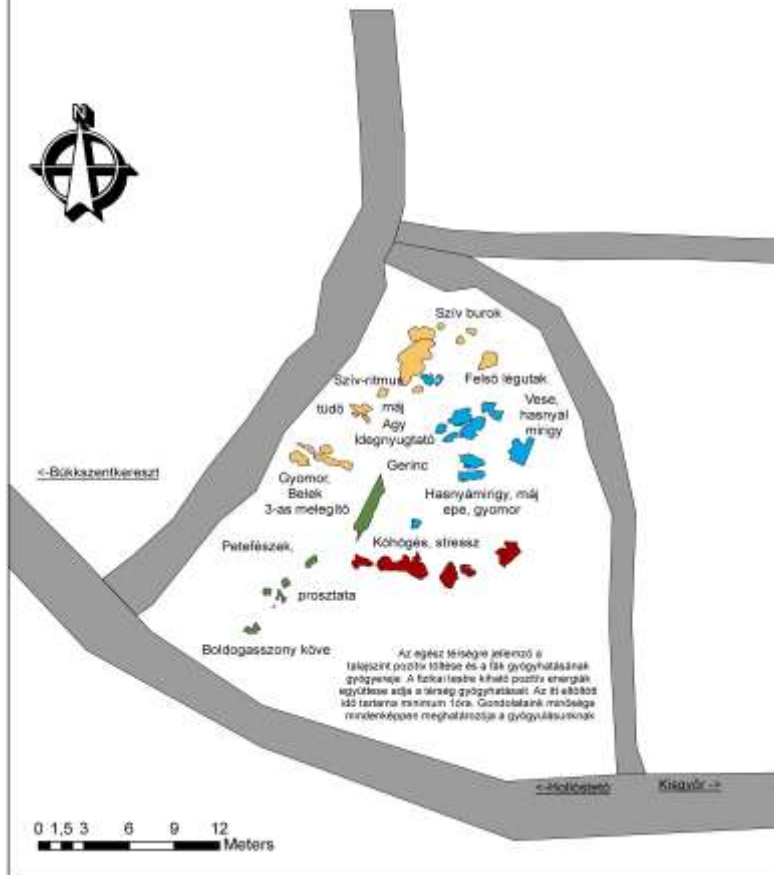 N
Szív burok
Szív-ritmus
Felső légutak
tüdő
máj
Agy
Idegnyugtató
Vese,
hasnyal
mirigy
Gerinc
<-Bükkszentkereszt
Gyomor,
Belek
3-as melegítő
Hasnyámirigy, máj
epe, gyomor
Petefészek,
Köhögés, stressz
prosztata
Boldogasszony köve
Az egész térségre jellemző a
talajszint pozitív töltése és a fák gyógyhatásának
gyógyereje. A fizikai testre kiható pozitív energiák
együttese adja a térség gyógyhatásait. Az itt eltöltött
idő tartama minimum 1óra. Gondolataink minősége
mindenképpen meghatározója a gyógyulásunknak
<-Hollóstető
Kisgyőr ->
0 1,5 3 6 9 12
Meters